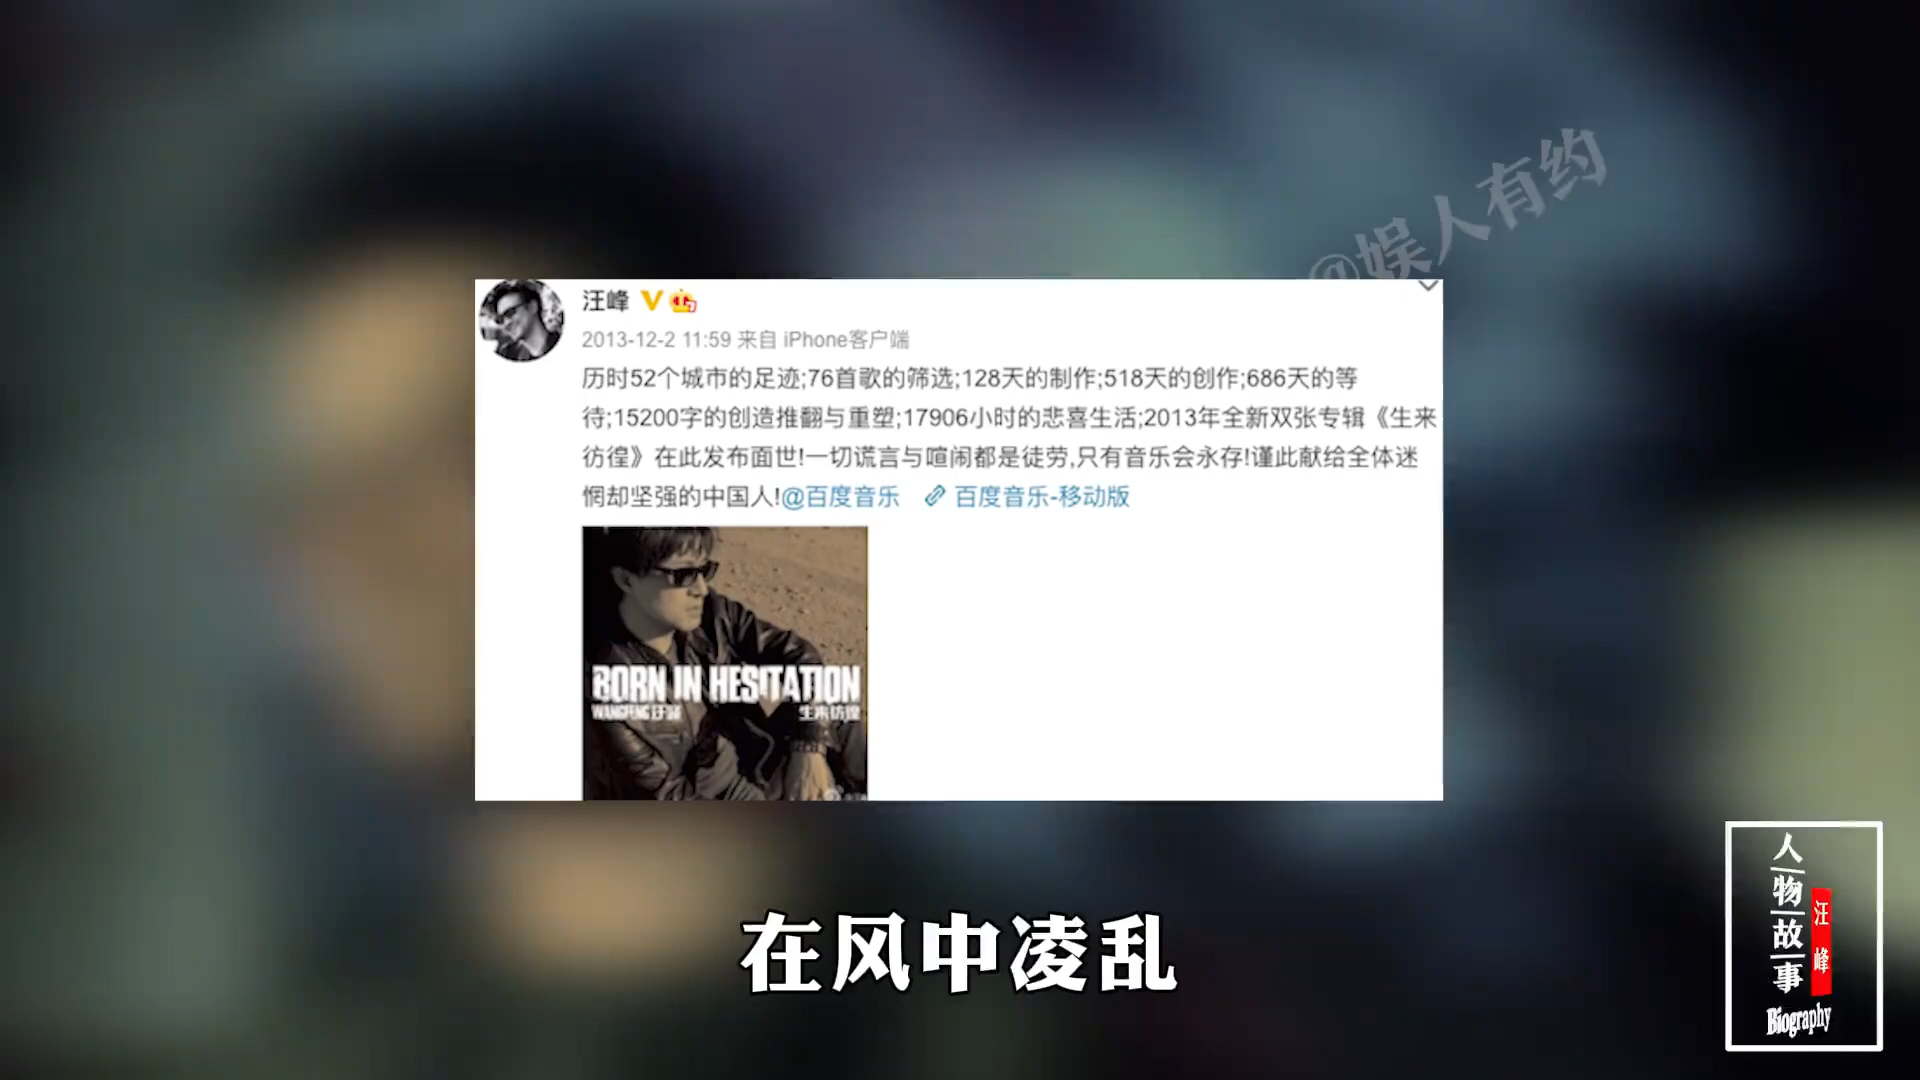 @娱人有约
汪峰
2013-12-2 11:59 来自 iPhone客户端
历时52个城市的足迹;76首歌的筛选;128天的制作;518天的创作;686天的等
待;15200字的创造推翻与重塑;17906小时的悲喜生活;2013年全新双张专辑《生来
彷徨》在此发布面世!一切谎言与喧闹都是徒劳,只有音乐会永存!谨此献给全体迷
惘却坚强的中国人!@百度音乐 百度音乐-移动版
BORN IN HESITATION
WANGFENG汪峰 生来彷徨
在风中凌乱
人物故事
汪峰
Biography